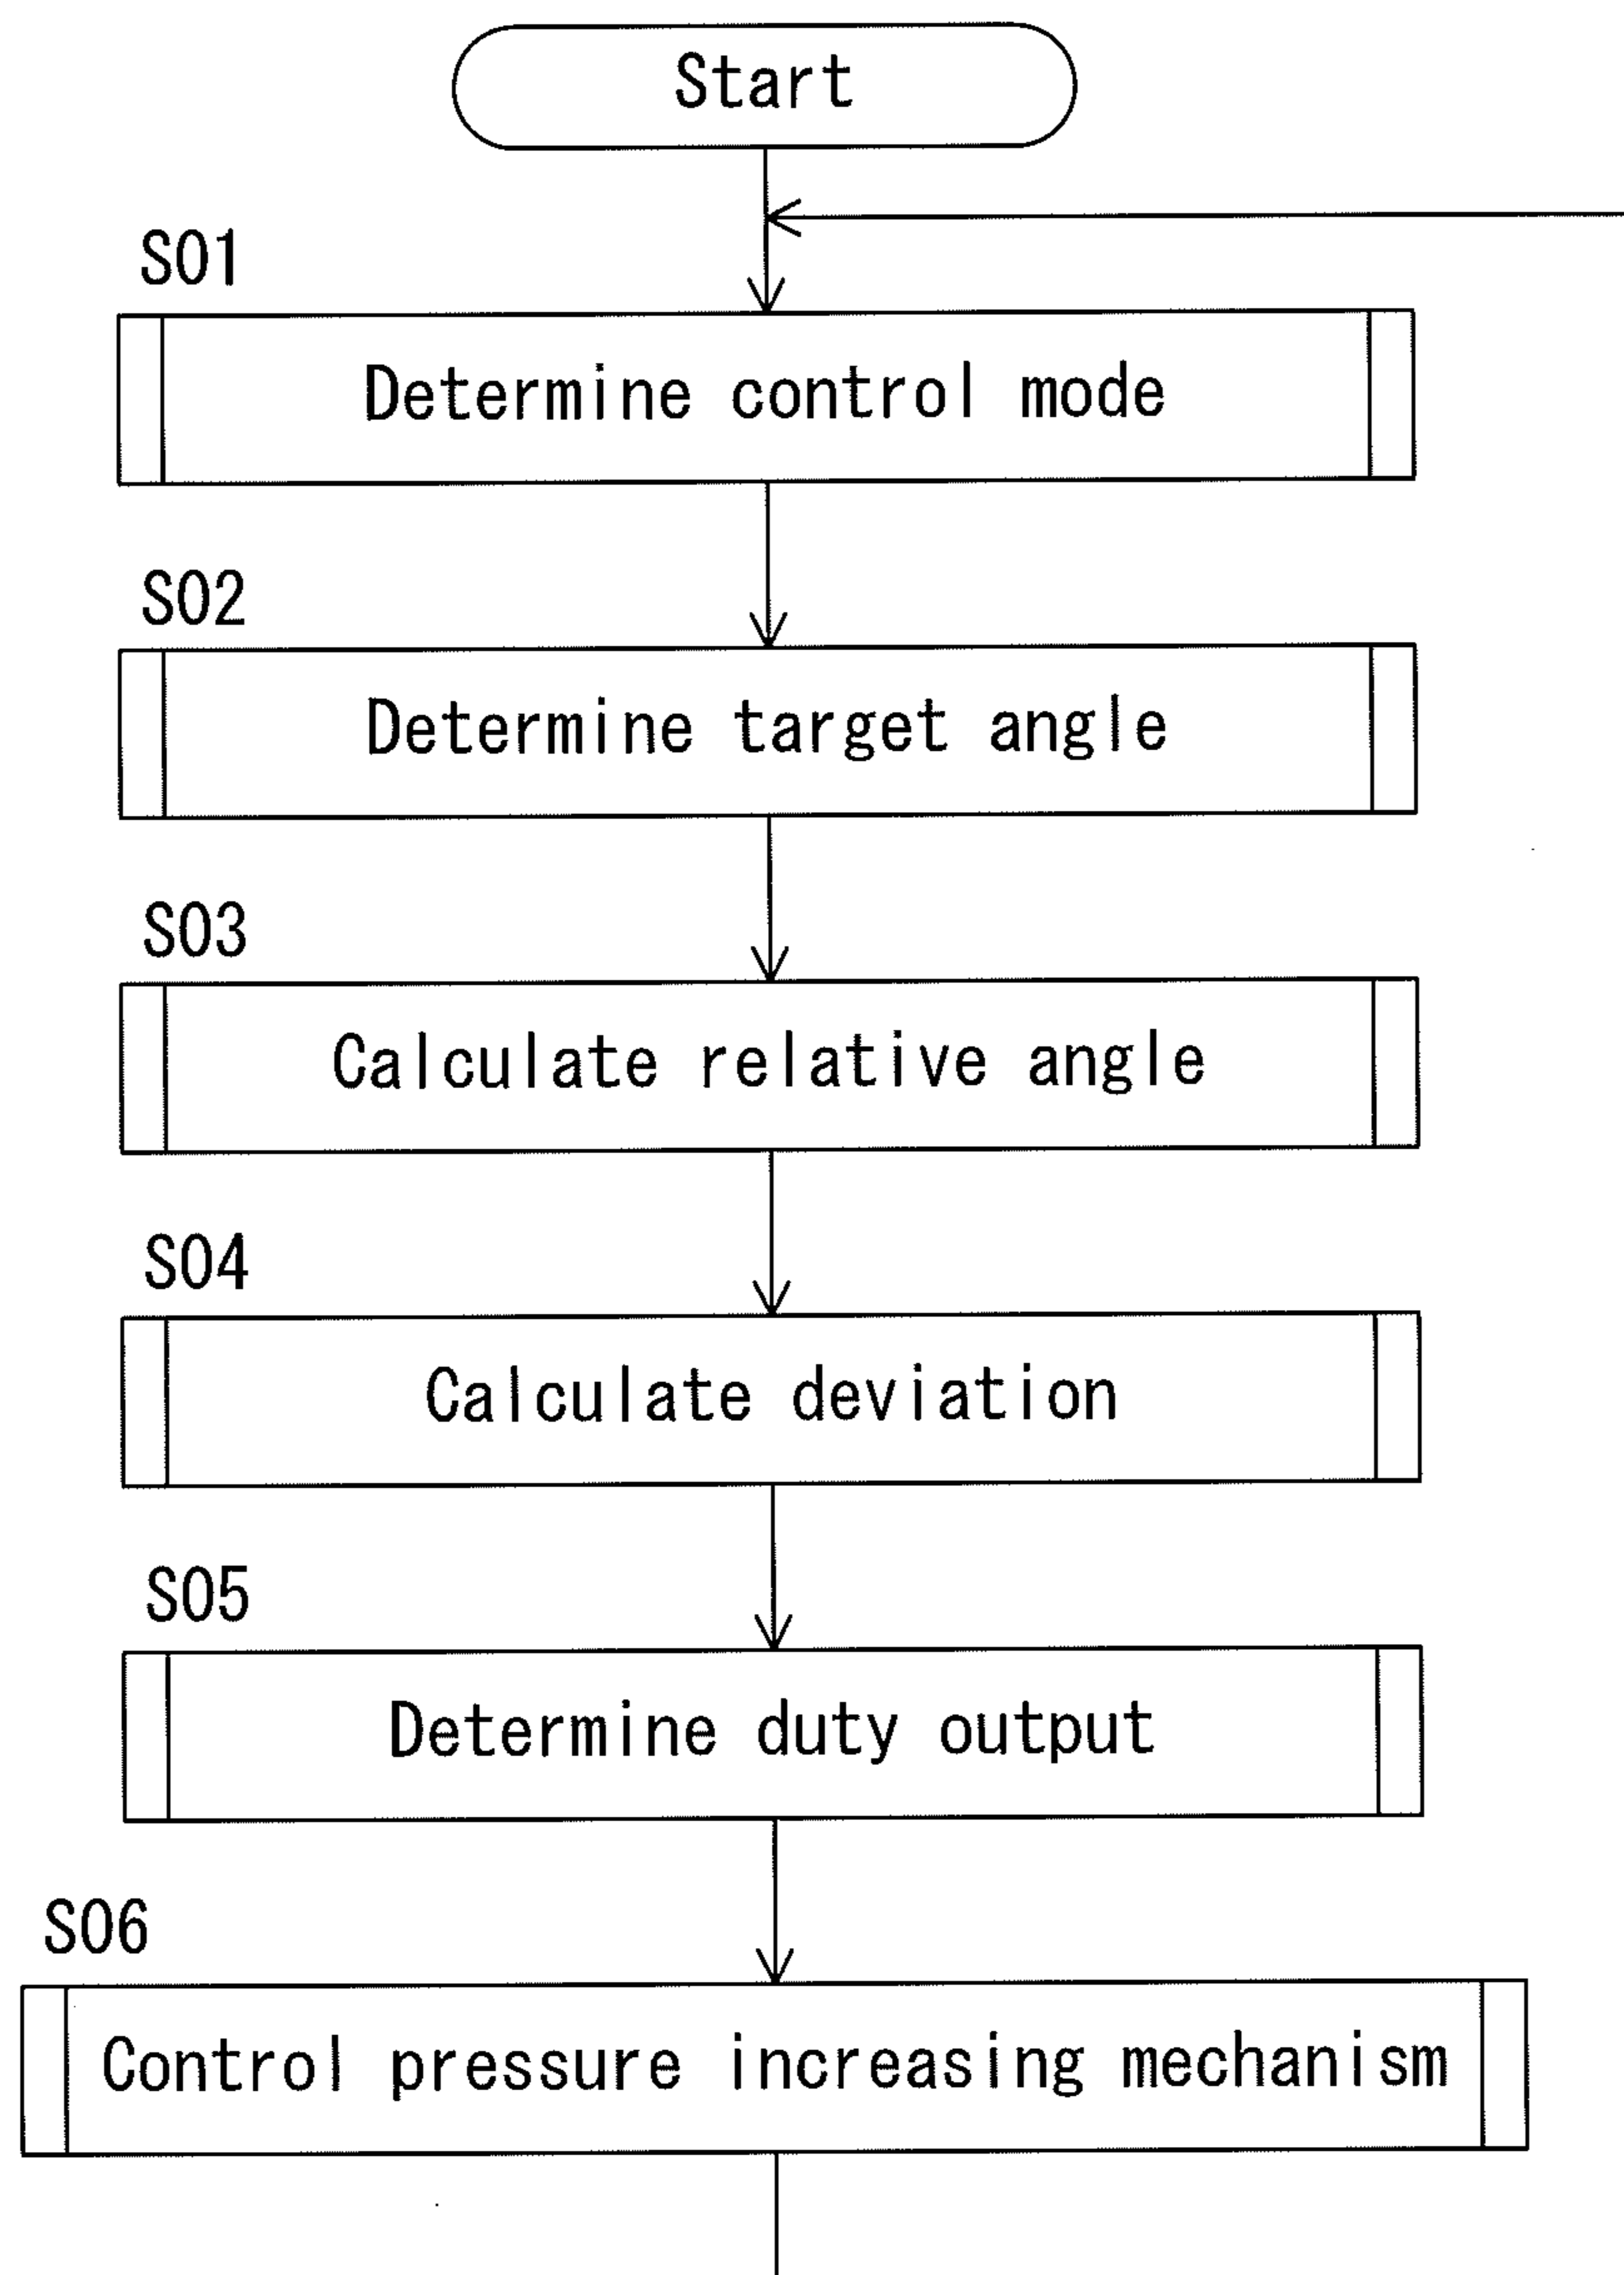 Start
S01
Determine control mode
S02
Determine target angle
S03
Calculate relative angle
S04
Calculate deviation
S05
Determine duty output
S06
Control pressure increasing mechanism